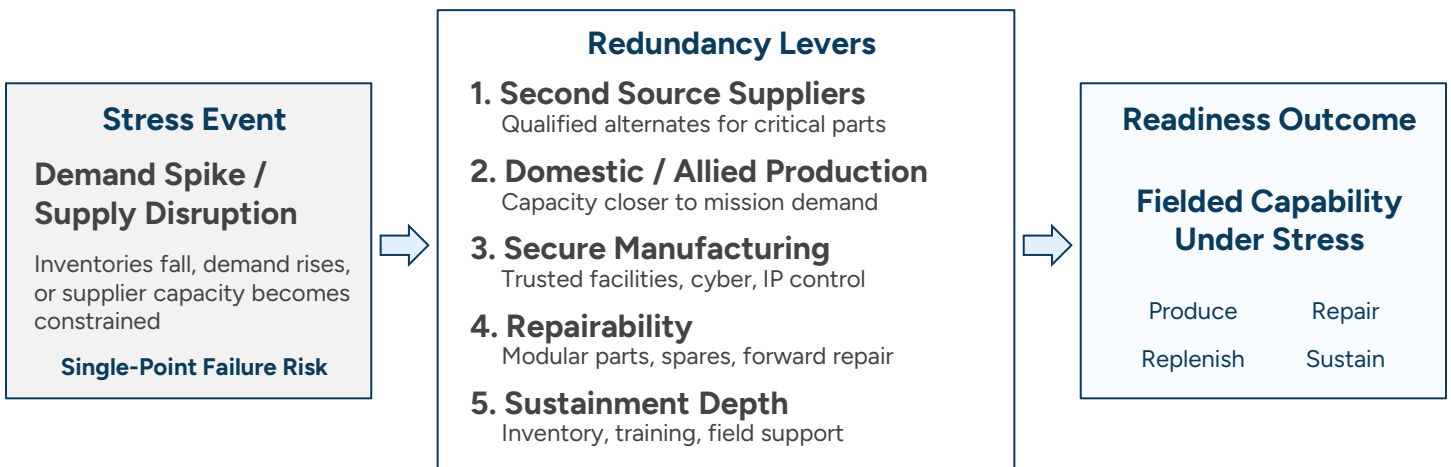 Stress Event
Demand Spike /
Supply Disruption
Inventories fall, demand rises,
or supplier capacity becomes
constrained
Single-Point Failure Risk
Redundancy Levers
1. Second Source Suppliers
Qualified alternates for critical parts
2. Domestic / Allied Production
Capacity closer to mission demand
3. Secure Manufacturing
Trusted facilities, cyber, IP control
4. Repairability
Modular parts, spares, forward repair
5. Sustainment Depth
Inventory, training, field support
Readiness Outcome
Fielded Capability
Under Stress
Produce Repair
Replenish Sustain